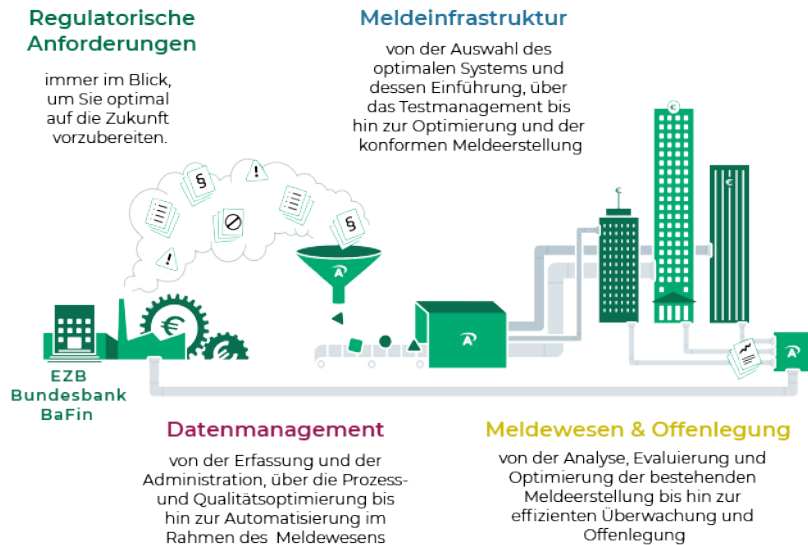 Regulatorische
Anforderungen
immer im Blick,
um Sie optimal
auf die Zukunft
vorzubereiten.
Meldeinfrastruktur
von der Auswahl des
optimalen Systems und
dessen Einführung, über
das Testmanagement bis
hin zur Optimierung und der
konformen Meldeerstellung
§
!
§
!
€
€
€
€
A
A
A
€
EZB
Bundesbank
BaFin
Datenmanagement
von der Erfassung und der
Administration, über die Prozess-
und Qualitätsoptimierung bis
hin zur Automatisierung im
Rahmen des Meldewesens
Meldewesen & Offenlegung
von der Analyse, Evaluierung und
Optimierung der bestehenden
Meldeerstellung bis hin zur
effizienten Überwachung und
Offenlegung